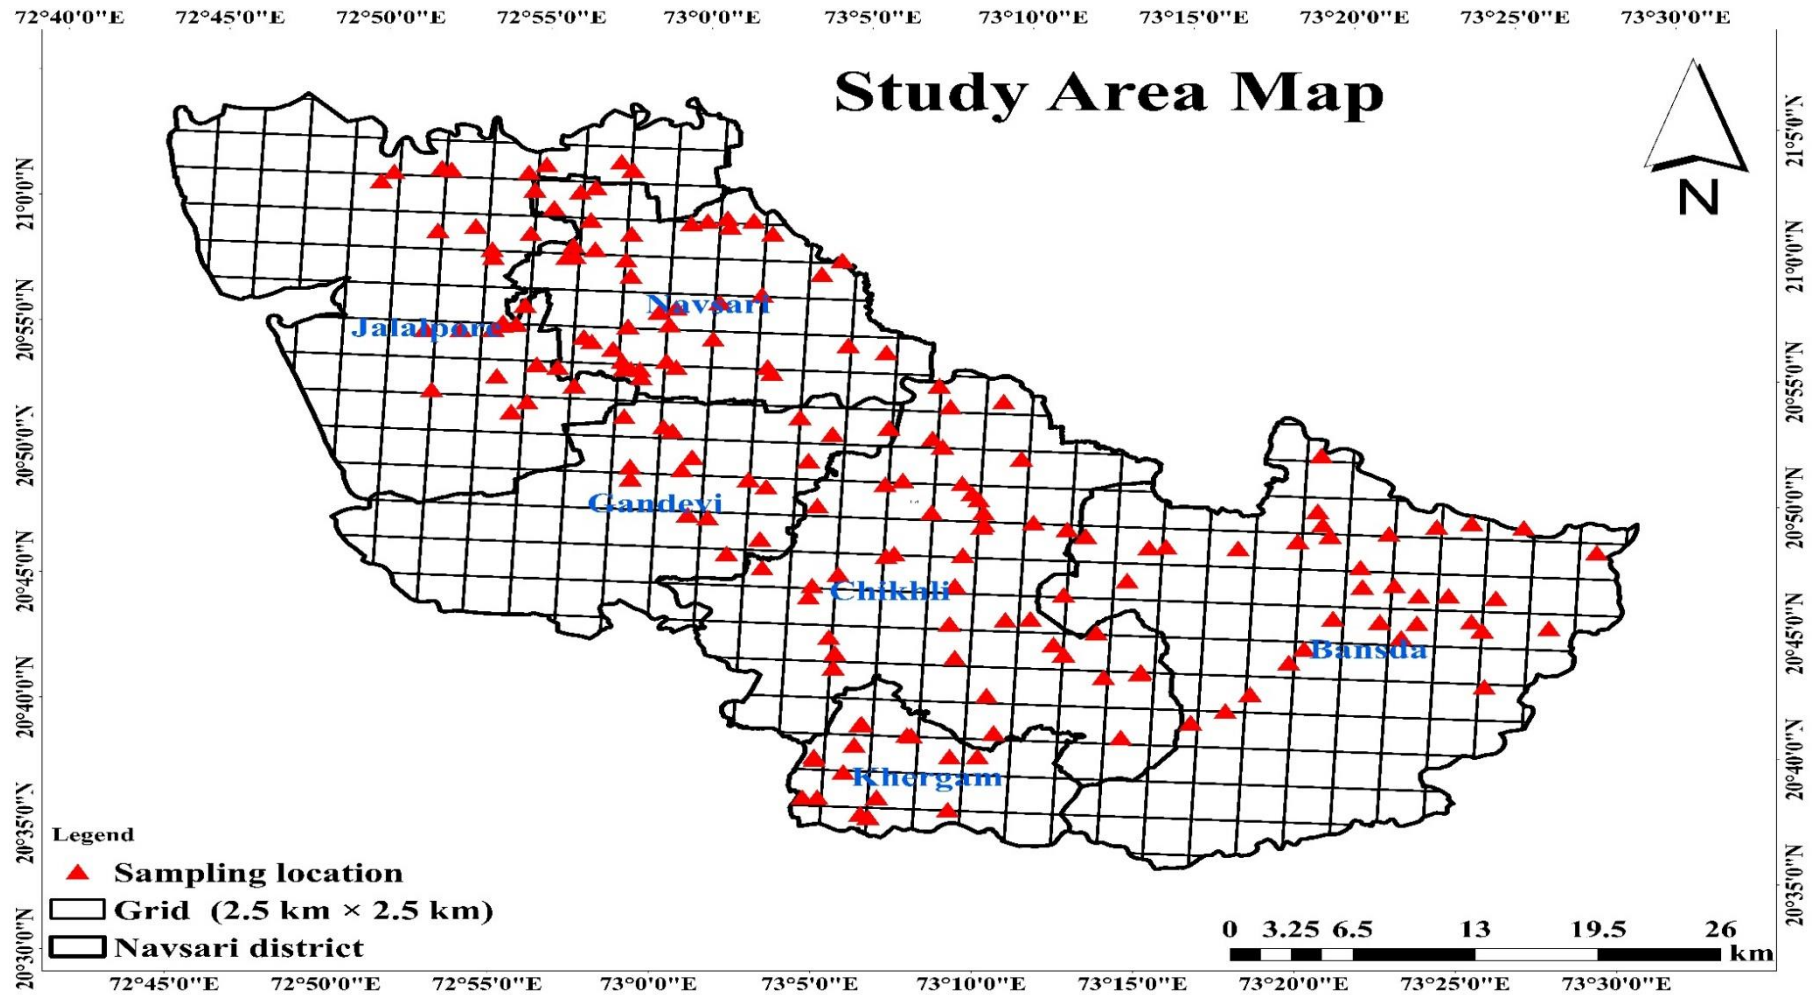 72°40'0"E 72°45'0"E 72°50'0"E 72°55'0"E 73°0'0"E 73°5'0"E 73°10'0"E 73°15'0"E 73°20'0"E 73°25'0"E 73°30'0"E
Study Area Map
N
21°0'0"N
20°55'0"N
20°50'0"N
20°45'0"N
20°40'0"N
20°35'0"N
20°30'0"N
21°5'0"N
21°0'0"N
20°55'0"N
20°50'0"N
20°45'0"N
20°40'0"N
20°35'0"N
Navsari
Jalalpore
Gandevi
Chikhli
Bansda
Khergam
Legend
Sampling location
Grid (2.5 km × 2.5 km)
Navsari district
0 3.25 6.5 13 19.5 26
km
72°45'0"E 72°50'0"E 72°55'0"E 73°0'0"E 73°5'0"E 73°10'0"E 73°15'0"E 73°20'0"E 73°25'0"E 73°30'0"E